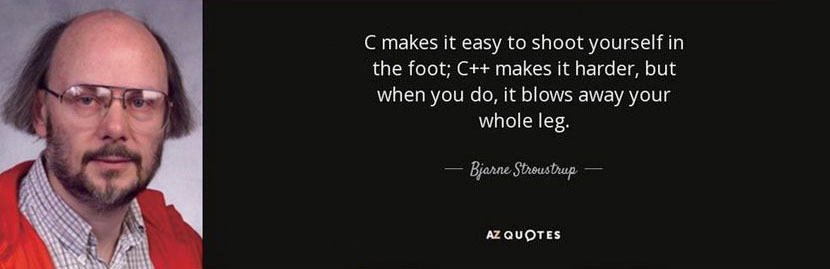 C makes it easy to shoot yourself in
the foot; C++ makes it harder, but
when you do, it blows away your
whole leg.
Bjarne Stroustrup
AZ QUOTES